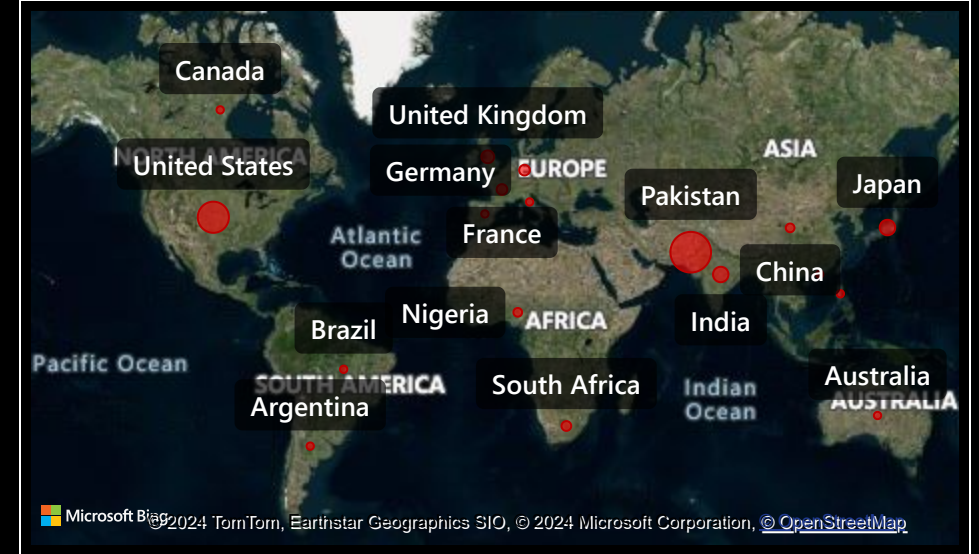 Canada
United Kingdom
NORTH AMERICA
United States
ASIA
EUROPE
Germany
Pakistan
Japan
Atlantic
Ocean
France
China
Nigeria
AFRICA
India
Brazil
Pacific Ocean
SOUTH AMERICA
Argentina
South Africa
Indian
Ocean
Australia
AUSTRALIA
Microsoft Bing
© 2024 TomTom, Earthstar Geographics SIO, © 2024 Microsoft Corporation, © OpenStreetMap